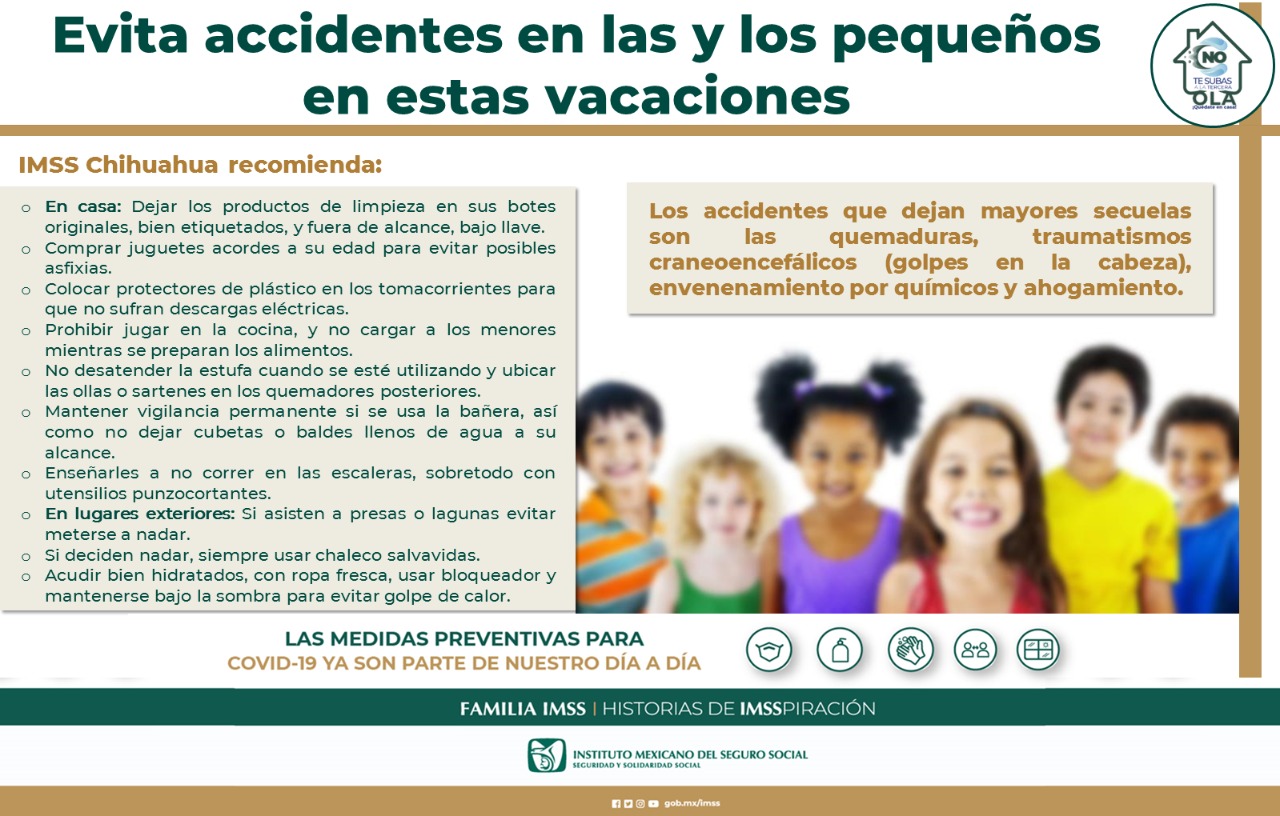 Evita accidentes en las y los pequeños
en estas vacaciones
NO
TE SUBAS
A LA TERCERA
OLA
¡Quédate en casa!
IMSS Chihuahua recomienda:
○ En casa: Dejar los productos de limpieza en sus botes
originales, bien etiquetados, y fuera de alcance, bajo llave.
○ Comprar juguetes acordes a su edad para evitar posibles
asfixias.
○ Colocar protectores de plástico en los tomacorrientes para
que no sufran descargas eléctricas.
○ Prohibir jugar en la cocina, y no cargar a los menores
mientras se preparan los alimentos.
○ No desatender la estufa cuando se esté utilizando y ubicar
las ollas o sartenes en los quemadores posteriores.
○ Mantener vigilancia permanente si se usa la bañera, así
como no dejar cubetas o baldes llenos de agua a su
alcance.
○ Enseñarles a no correr en las escaleras, sobretodo con
utensilios punzocortantes.
○ En lugares exteriores: Si asisten a presas o lagunas evitar
meterse a nadar.
○ Si deciden nadar, siempre usar chaleco salvavidas.
○ Acudir bien hidratados, con ropa fresca, usar bloqueador y
mantenerse bajo la sombra para evitar golpe de calor.
Los accidentes que dejan mayores secuelas
son las quemaduras, traumatismos
craneoencefálicos (golpes en la cabeza),
envenenamiento por químicos y ahogamiento.
LAS MEDIDAS PREVENTIVAS PARA
COVID-19 YA SON PARTE DE NUESTRO DÍA A DÍA
FAMILIA IMSS | HISTORIAS DE IMSSPIRACIÓN
INSTITUTO MEXICANO DEL SEGURO SOCIAL
SEGURIDAD Y SOLIDARIDAD SOCIAL
gob.mx/imss